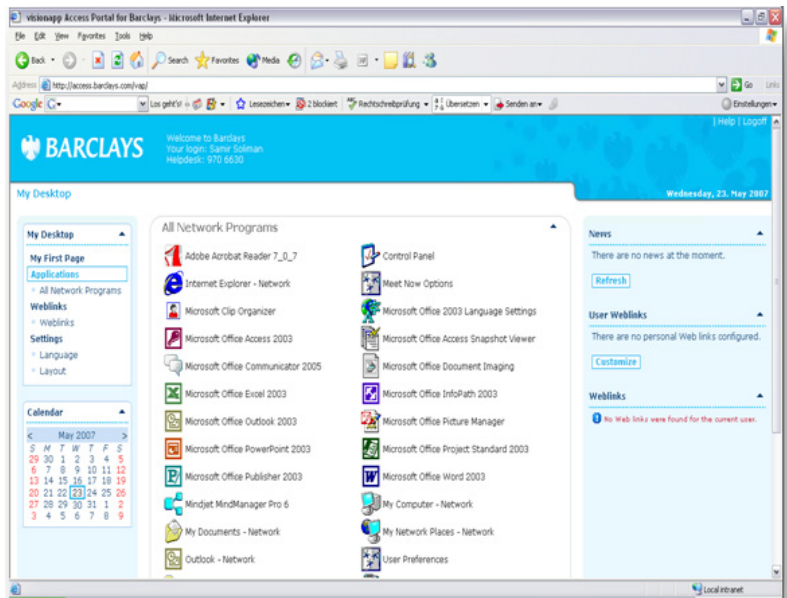 visionapp Access Portal for Barclays - Microsoft Internet Explorer
File Edit View Favorites Tools Help
Back Search Favorites Media
Address http://access.barclays.com/vap/ Go Links
Google G Los geht's! Lesezeichen 2 blockiert Rechtschreibprüfung Übersetzen Senden an Einstellungen
| Help | Logoff
BARCLAYS
Welcome to Barclays
Your login: Samir Soliman
Helpdesk: 970 6630
My Desktop
Wednesday, 23. May 2007
My Desktop
My First Page
Applications
All Network Programs
Weblinks
Weblinks
Settings
Language
Layout
Calendar
< May 2007 >
S M T W T F S
29 30 1 2 3 4 5
6 7 8 9 10 11 12
13 14 15 16 17 18 19
20 21 22 23 24 25 26
27 28 29 30 31 1 2
3 4 5 6 7 8 9
All Network Programs
Adobe Acrobat Reader 7_0_7
Control Panel
Internet Explorer - Network
Meet Now Options
Microsoft Clip Organizer
Microsoft Office 2003 Language Settings
Microsoft Office Access 2003
Microsoft Office Access Snapshot Viewer
Microsoft Office Communicator 2005
Microsoft Office Document Imaging
Microsoft Office Excel 2003
Microsoft Office InfoPath 2003
Microsoft Office Outlook 2003
Microsoft Office Picture Manager
Microsoft Office PowerPoint 2003
Microsoft Office Project Standard 2003
Microsoft Office Publisher 2003
Microsoft Office Word 2003
Mindjet MindManager Pro 6
My Computer - Network
My Documents - Network
My Network Places - Network
Outlook - Network
User Preferences
News
There are no news at the moment.
Refresh
User Weblinks
There are no personal Web links configured.
Customize
Weblinks
No Web links were found for the current user.
Local intranet